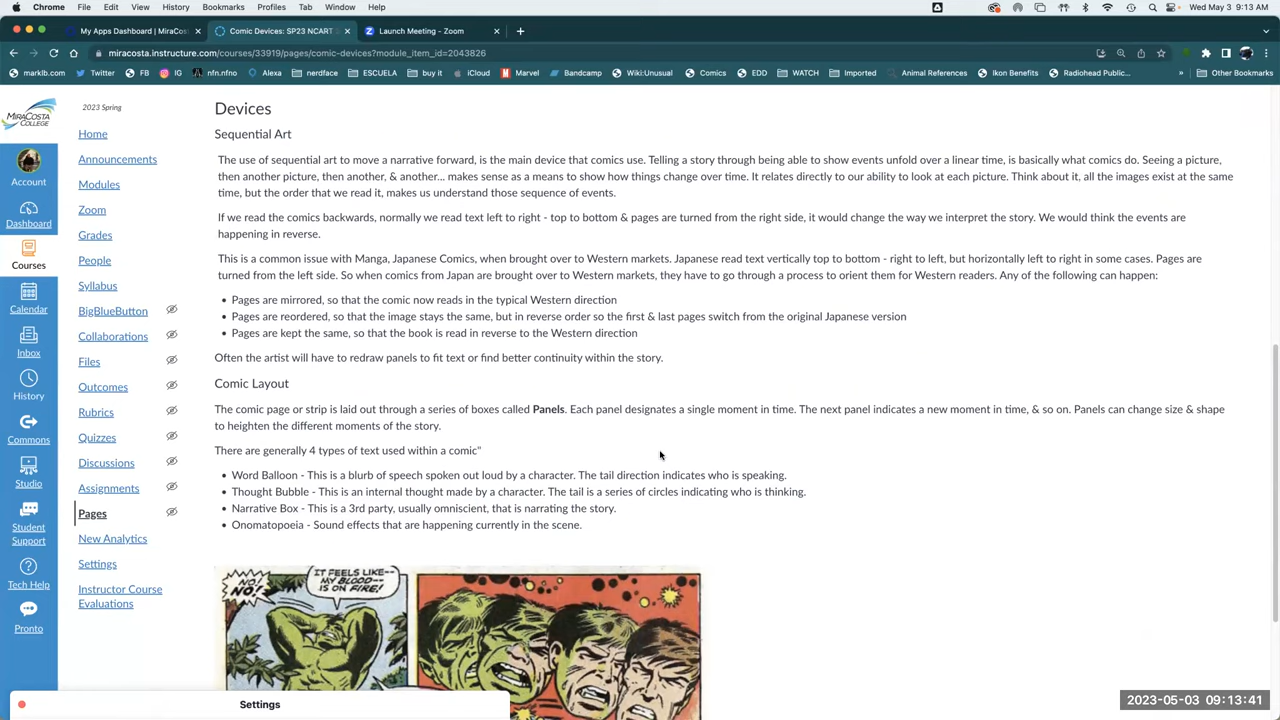 Chrome File Edit View History Bookmarks Profiles Tab Window Help Wed May 3 9:13 AM
My Apps Dashboard | MiraCos × Comic Devices: SP23 NCART × Launch Meeting - Zoom × +
miracosta.instructure.com/courses/33919/pages/comic-devices?module_item_id=2043826
marklb.com Twitter FB IG nfn.nfno Alexa nerdface ESCUELA buy it iCloud Marvel Bandcamp Wiki:Unusual Comics EDD WATCH Imported Animal References Ikon Benefits Radiohead Public... » Other Bookmarks
MIRACOSTA COLLEGE
Account
Dashboard
Courses
Calendar
Inbox
History
Commons
Studio
Student Support
Tech Help
Pronto
2023 Spring
Home
Announcements
Modules
Zoom
Grades
People
Syllabus
BigBlueButton
Collaborations
Files
Outcomes
Rubrics
Quizzes
Discussions
Assignments
Pages
New Analytics
Settings
Instructor Course
Evaluations
Devices
Sequential Art
The use of sequential art to move a narrative forward, is the main device that comics use. Telling a story through being able to show events unfold over a linear time, is basically what comics do. Seeing a picture,
then another picture, then another, & another... makes sense as a means to show how things change over time. It relates directly to our ability to look at each picture. Think about it, all the images exist at the same
time, but the order that we read it, makes us understand those sequence of events.
If we read the comics backwards, normally we read text left to right - top to bottom & pages are turned from the right side, it would change the way we interpret the story. We would think the events are
happening in reverse.
This is a common issue with Manga, Japanese Comics, when brought over to Western markets. Japanese read text vertically top to bottom - right to left, but horizontally left to right in some cases. Pages are
turned from the left side. So when comics from Japan are brought over to Western markets, they have to go through a process to orient them for Western readers. Any of the following can happen:
• Pages are mirrored, so that the comic now reads in the typical Western direction
• Pages are reordered, so that the image stays the same, but in reverse order so the first & last pages switch from the original Japanese version
• Pages are kept the same, so that the book is read in reverse to the Western direction
Often the artist will have to redraw panels to fit text or find better continuity within the story.
Comic Layout
The comic page or strip is laid out through a series of boxes called Panels. Each panel designates a single moment in time. The next panel indicates a new moment in time, & so on. Panels can change size & shape
to heighten the different moments of the story.
There are generally 4 types of text used within a comic"
• Word Balloon - This is a blurb of speech spoken out loud by a character. The tail direction indicates who is speaking.
• Thought Bubble - This is an internal thought made by a character. The tail is a series of circles indicating who is thinking.
• Narrative Box - This is a 3rd party, usually omniscient, that is narrating the story.
• Onomatopoeia - Sound effects that are happening currently in the scene.
NO!
NO!
IT FEELS LIKE--
MY BLOOD--
IS ON FIRE!
Settings
2023-05-03 09:13:41